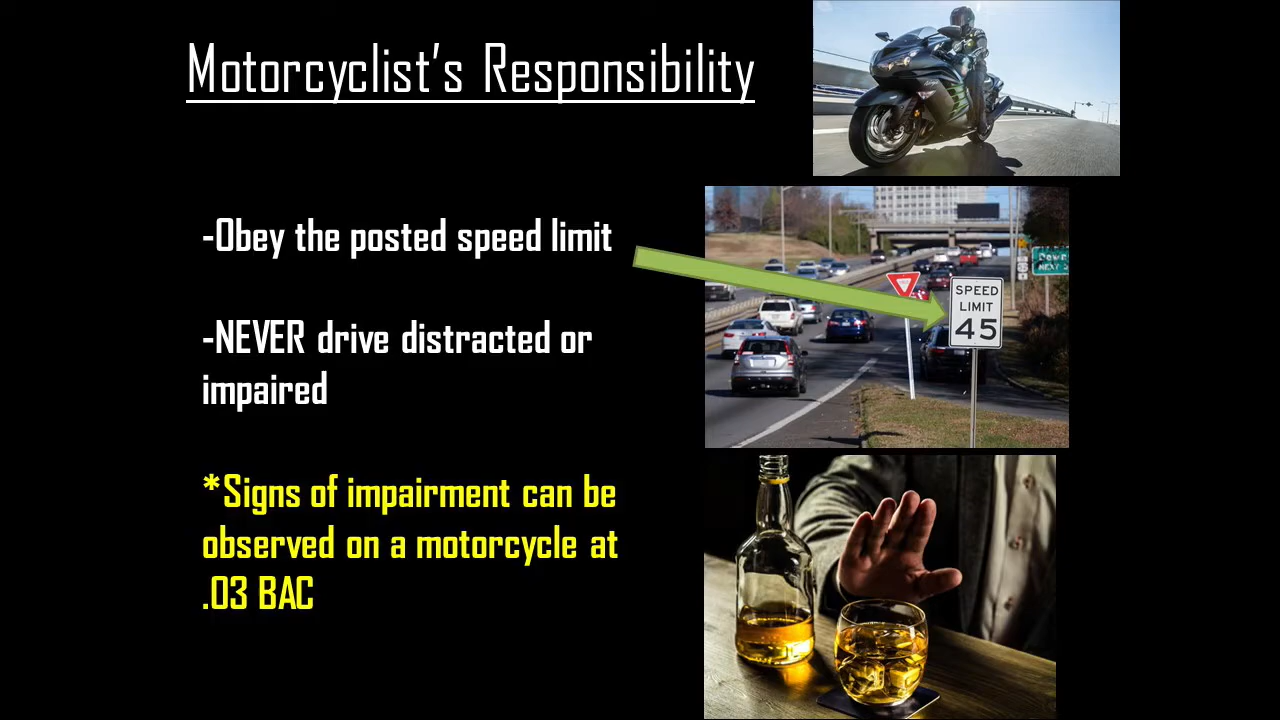 Motorcyclist's Responsibility
-Obey the posted speed limit
-NEVER drive distracted or
impaired
*Signs of impairment can be
observed on a motorcycle at
.03 BAC
SPEED
LIMIT
45